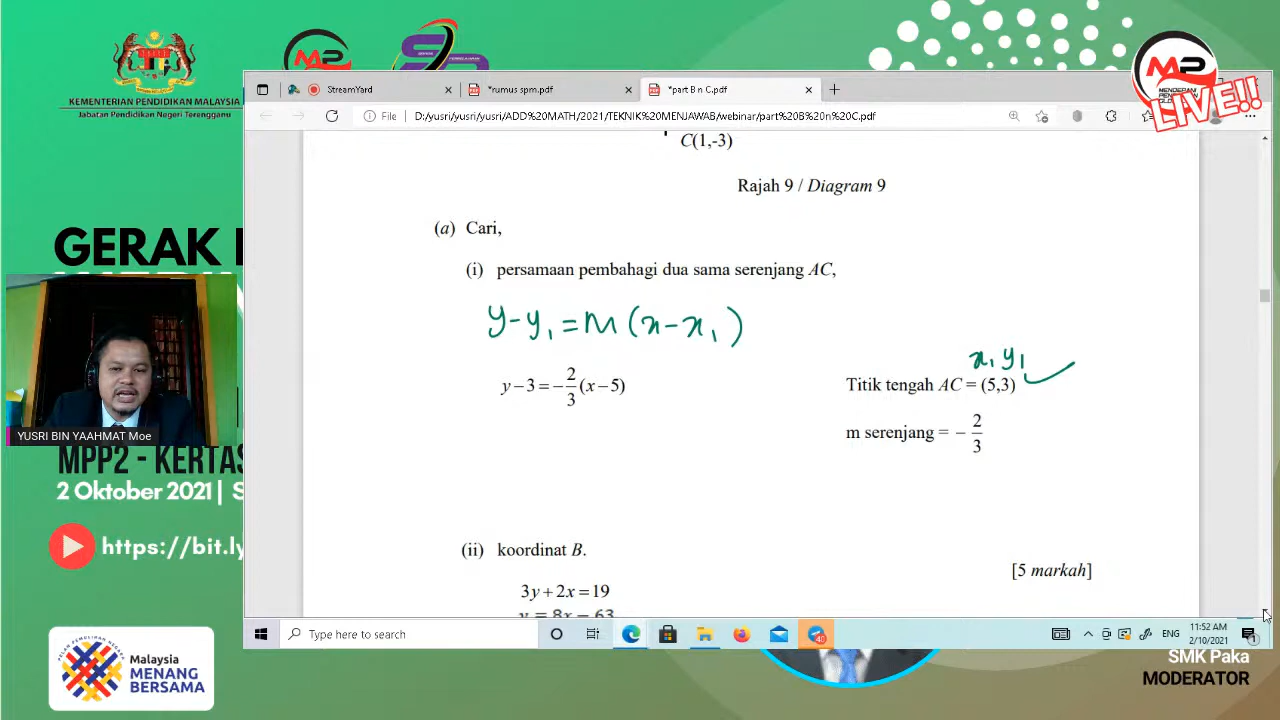 KEMENTERIAN PENDIDIKAN MALAYSIA
Jabatan Pendidikan Negeri Terengganu
MP
MP
LIVE!!
StreamYard
*rumus spm.pdf
*part B n C.pdf
File
D:/yusri/yusri/yusri/ADD%20MATH/2021/TEKNIK%20MENJAWAB/webinar/part%20B%20n%20C.pdf
C(1,-3)
Rajah 9 / Diagram 9
(a) Cari,
(i) persamaan pembahagi dua sama serenjang AC,
y-y₁=m(x-x₁)
x₁ y₁
y−3=−2/3(x−5)
Titik tengah AC = (5,3)
m serenjang = −2/3
(ii) koordinat B.
[5 markah]
3y+2x=19
y = 8x − 63
GERAK
YUSRI BIN YAAHMAT Moe
MPP2 - KERTAS
2 Oktober 2021| S
https://bit.ly
Malaysia
MENANG
BERSAMA
Type here to search
ENG
11:52 AM
2/10/2021
SMK Paka
MODERATOR